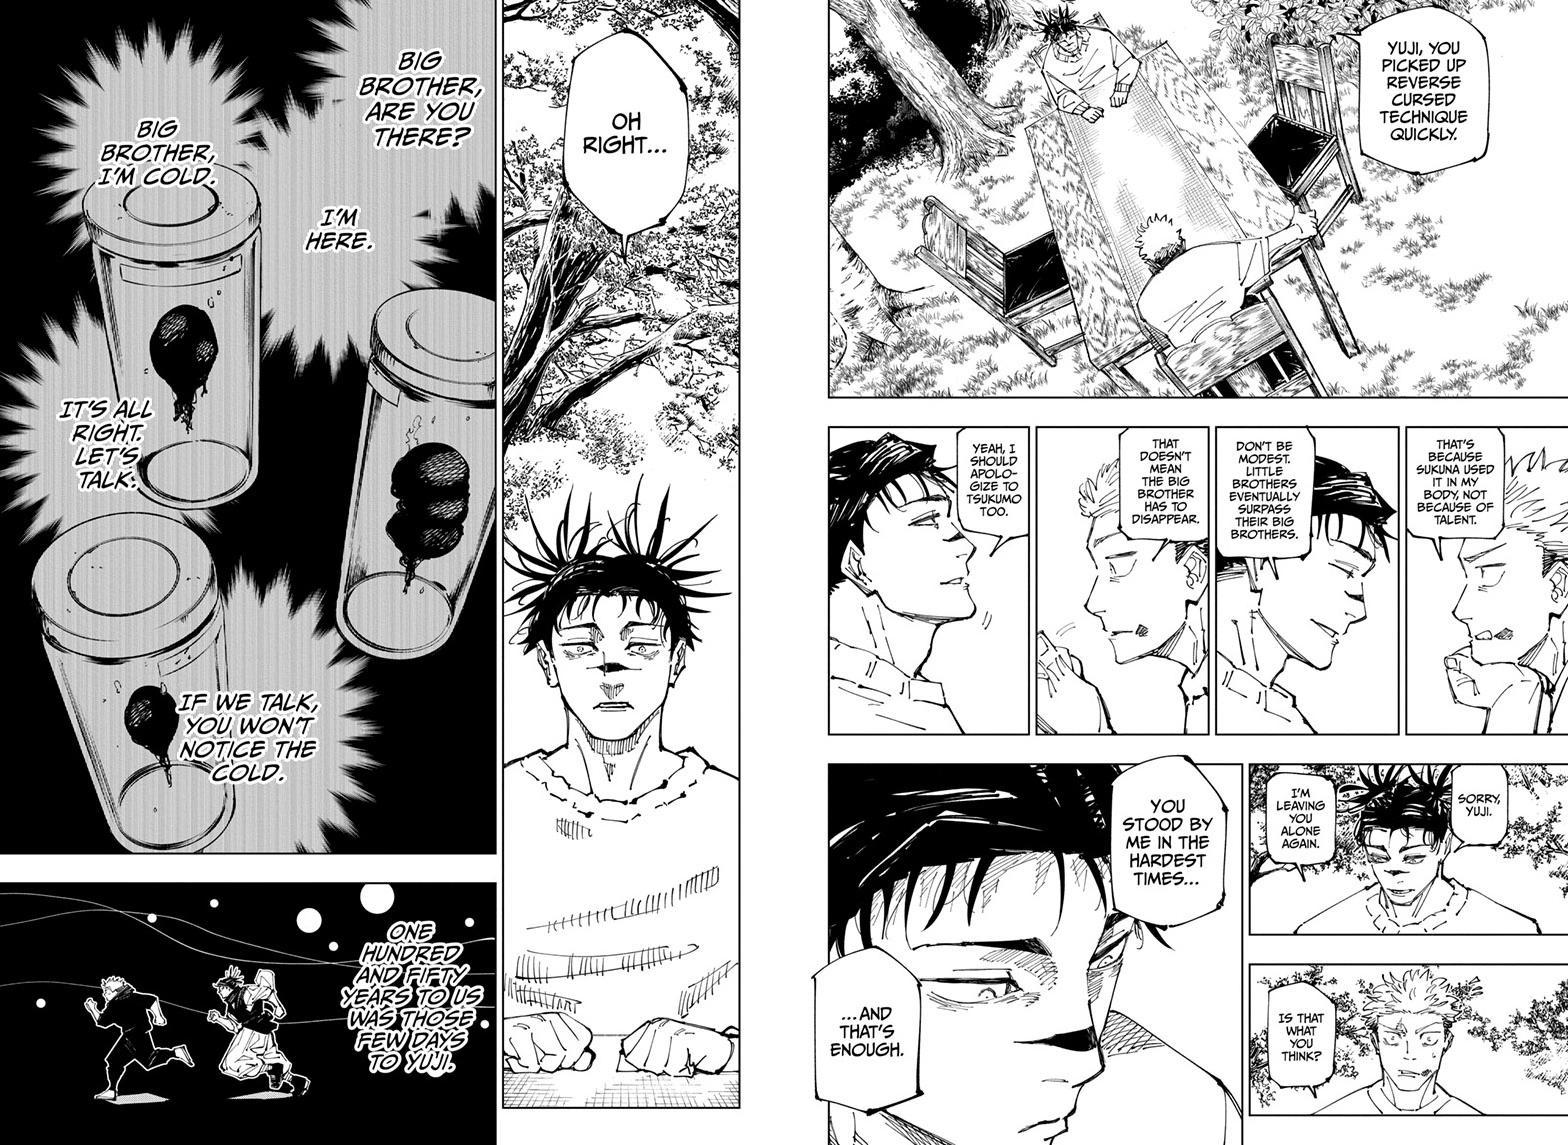 YUJI, YOU
PICKED UP
REVERSE
CURSED
TECHNIQUE
QUICKLY.
THAT'S
BECAUSE
SUKUNA USED
IT IN MY
BODY, NOT
BECAUSE OF
TALENT.
DON'T BE
MODEST.
LITTLE
BROTHERS
EVENTUALLY
SURPASS
THEIR BIG
BROTHERS.
THAT
DOESN'T
MEAN
THE BIG
BROTHER
HAS TO
DISAPPEAR.
YEAH, I
SHOULD
APOLO-
GIZE TO
TSUKUMO
TOO.
SORRY,
YUJI.
I'M
LEAVING
YOU
ALONE
AGAIN.
IS THAT
WHAT
YOU
THINK?
YOU
STOOD BY
ME IN THE
HARDEST
TIMES...
...AND
THAT'S
ENOUGH.
OH
RIGHT...
BIG
BROTHER,
ARE YOU
THERE?
BIG
BROTHER,
I'M COLD.
I'M
HERE.
IT'S ALL
RIGHT.
LET'S
TALK.
IF WE TALK,
YOU WON'T
NOTICE THE
COLD.
ONE
HUNDRED
AND FIFTY
YEARS TO US
WAS THOSE
FEW DAYS
TO YUJI.